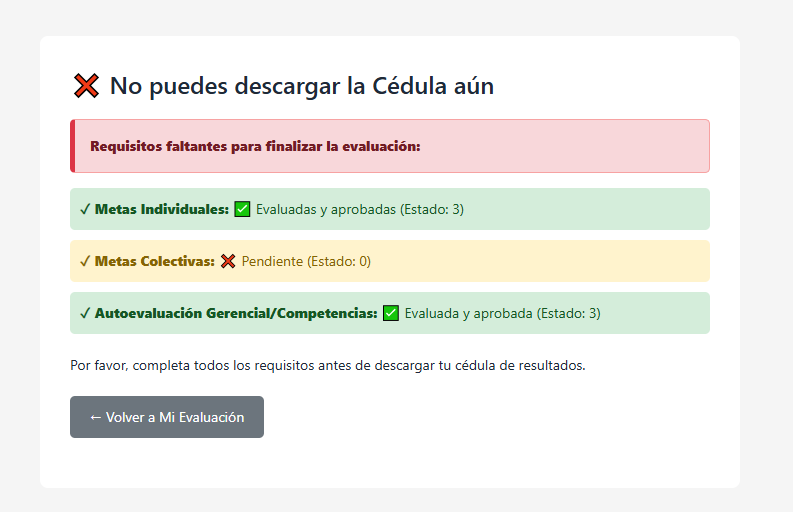 ❌ No puedes descargar la Cédula aún
Requisitos faltantes para finalizar la evaluación:
✓ Metas Individuales: ✅ Evaluadas y aprobadas (Estado: 3)
✓ Metas Colectivas: ❌ Pendiente (Estado: 0)
✓ Autoevaluación Gerencial/Competencias: ✅ Evaluada y aprobada (Estado: 3)
Por favor, completa todos los requisitos antes de descargar tu cédula de resultados.
← Volver a Mi Evaluación